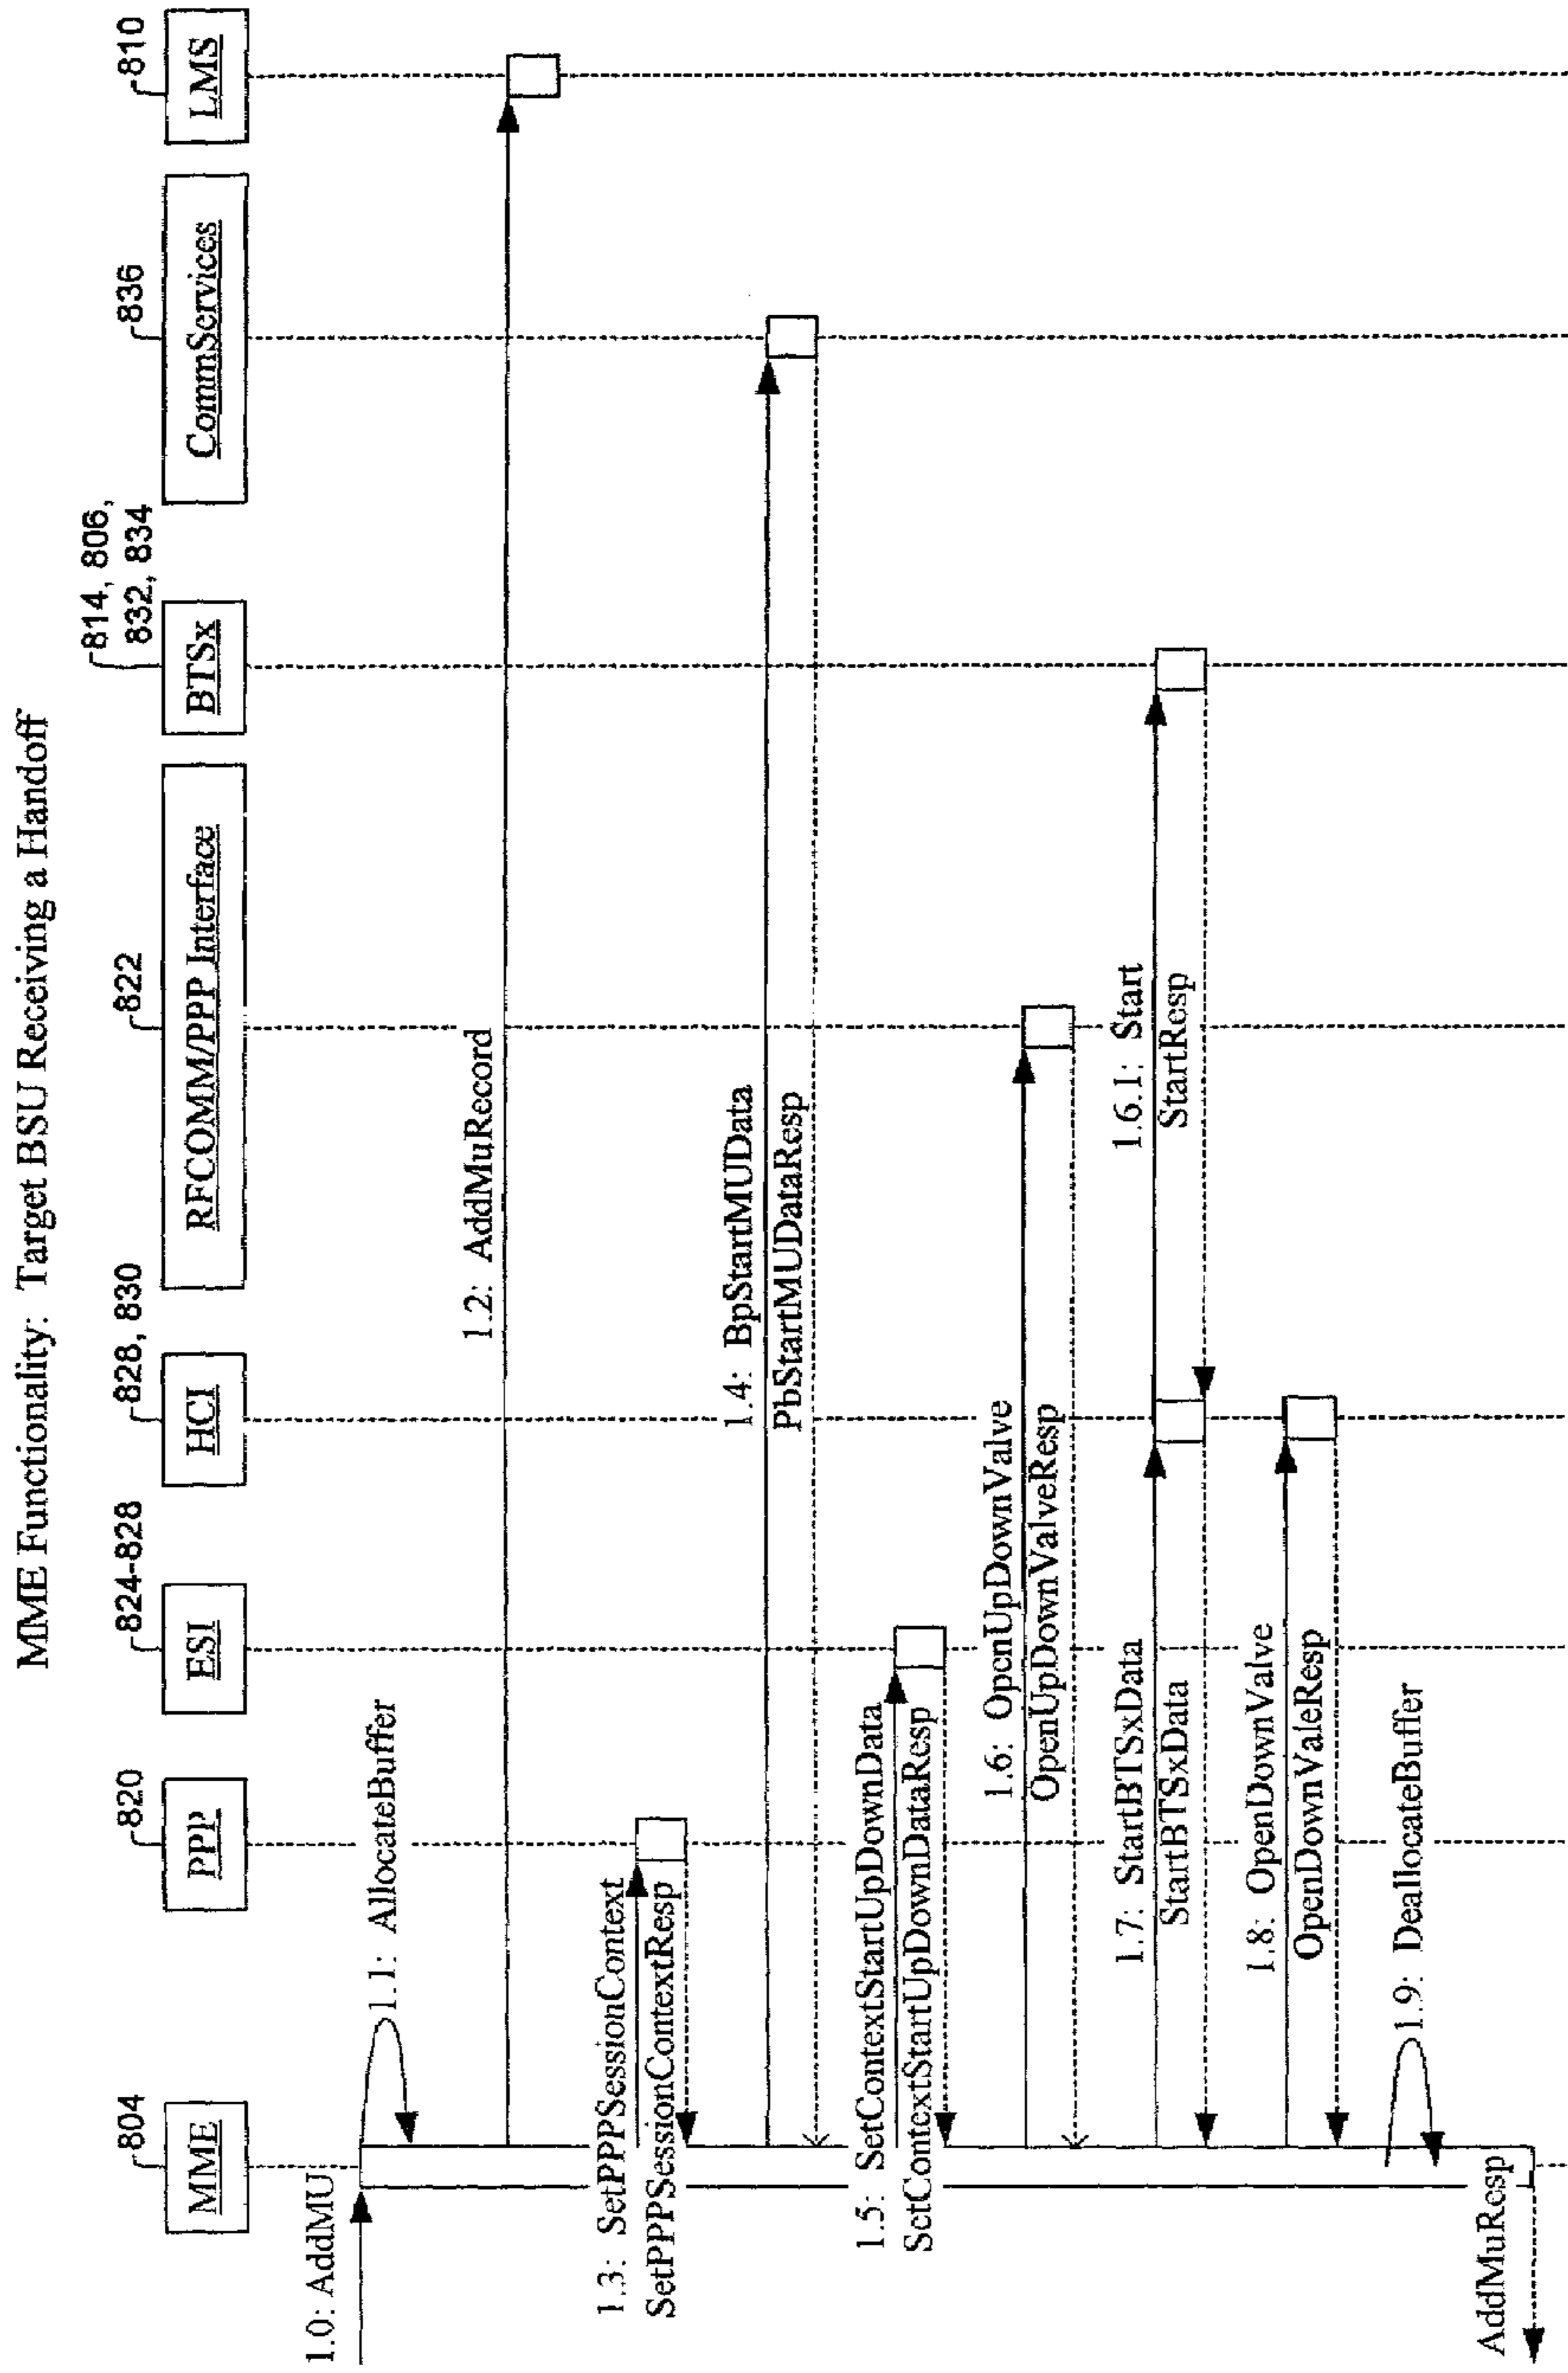 MME Functionality: Target BSU Receiving a Handoff
804
820
824-828
828, 830
822
814, 806,
832, 834
836
810
MME
PPP
ESI
HCI
RFCOMM/PPP Interface
BTSx
CommServices
LMS
1.0: AddMU
1.1: AllocateBuffer
1.2: AddMuRecord
1.3: SetPPPSessionContext
SetPPPSessionContextResp
1.4: BpStartMUData
PbStartMUDataResp
1.5: SetContextStartUpDownData
SetContextStartUpDownDataResp
1.6: OpenUpDownValve
OpenUpDownValveResp
1.6.1: Start
StartResp
1.7: StartBTSxData
StartBTSxData
1.8: OpenDownValve
OpenDownValeResp
1.9: DeallocateBuffer
AddMuResp